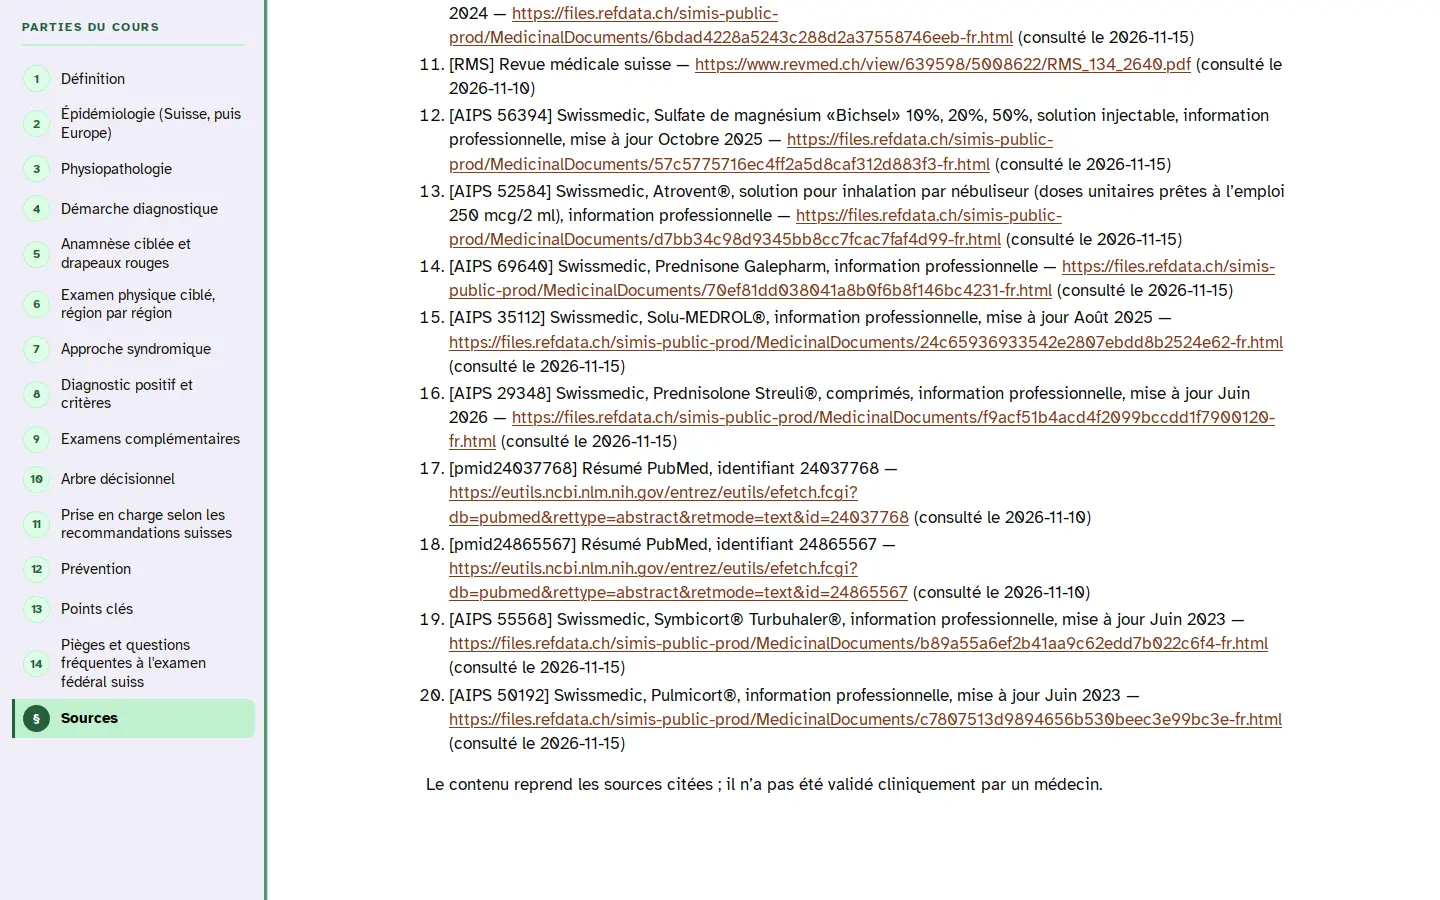 PARTIES DU COURS
1 Définition
2 Épidémiologie (Suisse, puis
Europe)
3 Physiopathologie
4 Démarche diagnostique
5 Anamnèse ciblée et
drapeaux rouges
6 Examen physique ciblé,
région par région
7 Approche syndromique
8 Diagnostic positif et
critères
9 Examens complémentaires
10 Arbre décisionnel
11 Prise en charge selon les
recommandations suisses
12 Prévention
13 Points clés
14 Pièges et questions
fréquentes à l'examen
fédéral suiss
§ Sources
2024 — https://files.refdata.ch/simis-public-
prod/MedicinalDocuments/6bdad4228a5243c288d2a37558746eeb-fr.html (consulté le 2026-11-15)
11. [RMS] Revue médicale suisse — https://www.revmed.ch/view/639598/5008622/RMS_134_2640.pdf (consulté le
2026-11-10)
12. [AIPS 56394] Swissmedic, Sulfate de magnésium «Bichsel» 10%, 20%, 50%, solution injectable, information
professionnelle, mise à jour Octobre 2025 — https://files.refdata.ch/simis-public-
prod/MedicinalDocuments/57c5775716ec4ff2a5d8caf312d883f3-fr.html (consulté le 2026-11-15)
13. [AIPS 52584] Swissmedic, Atrovent®, solution pour inhalation par nébuliseur (doses unitaires prêtes à l’emploi
250 mcg/2 ml), information professionnelle — https://files.refdata.ch/simis-public-
prod/MedicinalDocuments/d7bb34c98d9345bb8cc7fcac7faf4d99-fr.html (consulté le 2026-11-15)
14. [AIPS 69640] Swissmedic, Prednisone Galepharm, information professionnelle — https://files.refdata.ch/simis-
public-prod/MedicinalDocuments/70ef81dd038041a8b0f6b8f146bc4231-fr.html (consulté le 2026-11-15)
15. [AIPS 35112] Swissmedic, Solu-MEDROL®, information professionnelle, mise à jour Août 2025 —
https://files.refdata.ch/simis-public-prod/MedicinalDocuments/24c65936933542e2807ebdd8b2524e62-fr.html
(consulté le 2026-11-15)
16. [AIPS 29348] Swissmedic, Prednisolone Streuli®, comprimés, information professionnelle, mise à jour Juin
2026 — https://files.refdata.ch/simis-public-prod/MedicinalDocuments/f9acf51b4acd4f2099bccdd1f7900120-
fr.html (consulté le 2026-11-15)
17. [pmid24037768] Résumé PubMed, identifiant 24037768 —
https://eutils.ncbi.nlm.nih.gov/entrez/eutils/efetch.fcgi?
db=pubmed&rettype=abstract&retmode=text&id=24037768 (consulté le 2026-11-10)
18. [pmid24865567] Résumé PubMed, identifiant 24865567 —
https://eutils.ncbi.nlm.nih.gov/entrez/eutils/efetch.fcgi?
db=pubmed&rettype=abstract&retmode=text&id=24865567 (consulté le 2026-11-10)
19. [AIPS 55568] Swissmedic, Symbicort® Turbuhaler®, information professionnelle, mise à jour Juin 2023 —
https://files.refdata.ch/simis-public-prod/MedicinalDocuments/b89a55a6ef2b41aa9c62edd7b022c6f4-fr.html
(consulté le 2026-11-15)
20. [AIPS 50192] Swissmedic, Pulmicort®, information professionnelle, mise à jour Juin 2023 —
https://files.refdata.ch/simis-public-prod/MedicinalDocuments/c7807513d9894656b530beec3e99bc3e-fr.html
(consulté le 2026-11-15)
Le contenu reprend les sources citées ; il n’a pas été validé cliniquement par un médecin.